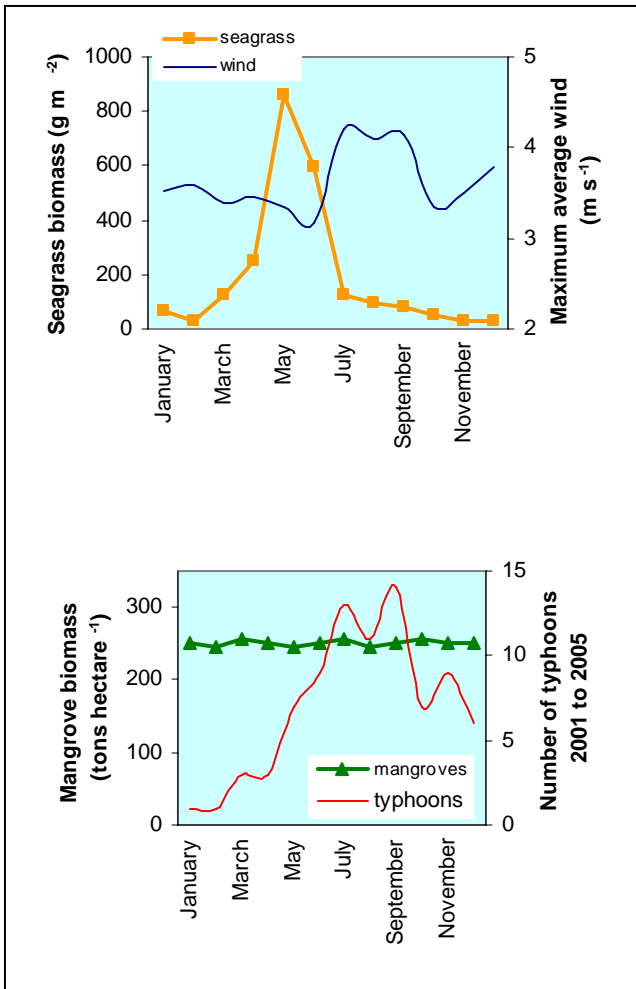 seagrass
wind
1000
800
600
400
200
0
Seagrass biomass (g m -2)
5
4
3
2
Maximum average wind
(m s-1)
January
March
May
July
September
November
300
200
100
0
Mangrove biomass
(tons hectare -1)
15
10
5
0
Number of typhoons
2001 to 2005
mangroves
typhoons
January
March
May
July
September
November